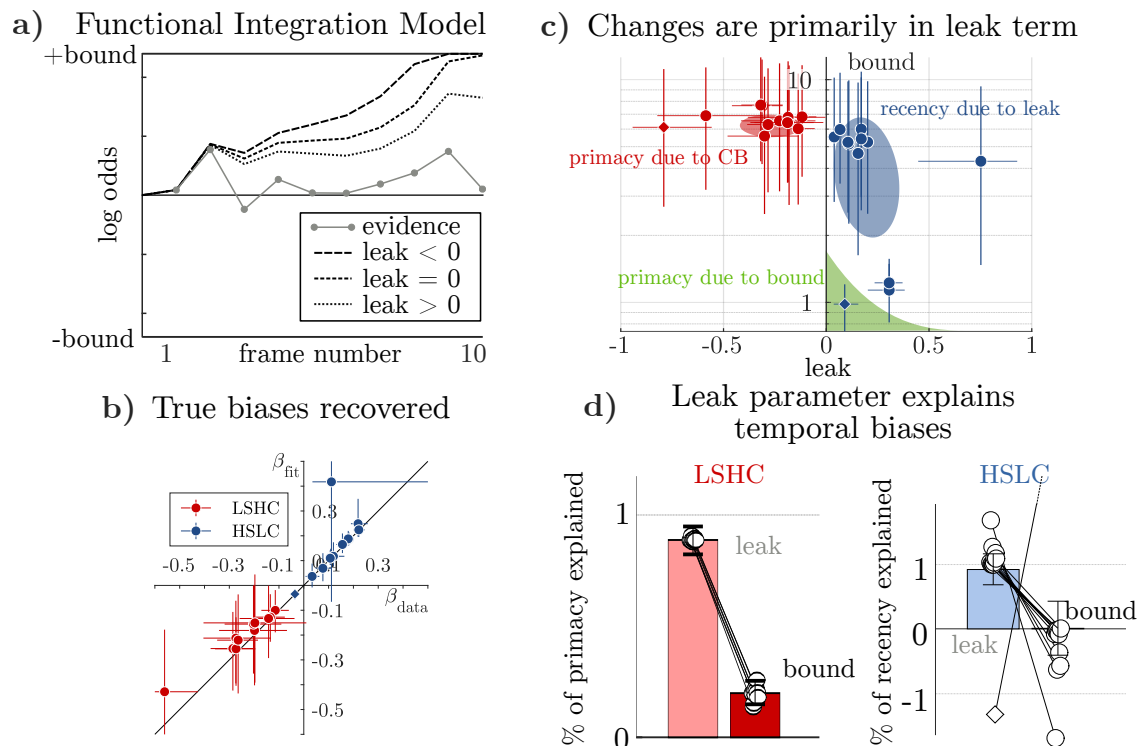 a) Functional Integration Model
+bound
log odds
evidence
leak < 0
leak = 0
leak > 0
-bound
1
frame number
10
c) Changes are primarily in leak term
bound
10
recency due to leak
primacy due to CB
primacy due to bound
1
-1
-0.5
0
0.5
1
leak
b) True biases recovered
βfit
LSHC
HSLC
0.3
0.1
-0.5
-0.3
-0.1
0.1
0.3
βdata
-0.1
-0.3
-0.5
d) Leak parameter explains
temporal biases
LSHC
% of primacy explained
1
leak
bound
0
HSLC
% of recency explained
1
bound
0
leak
-1